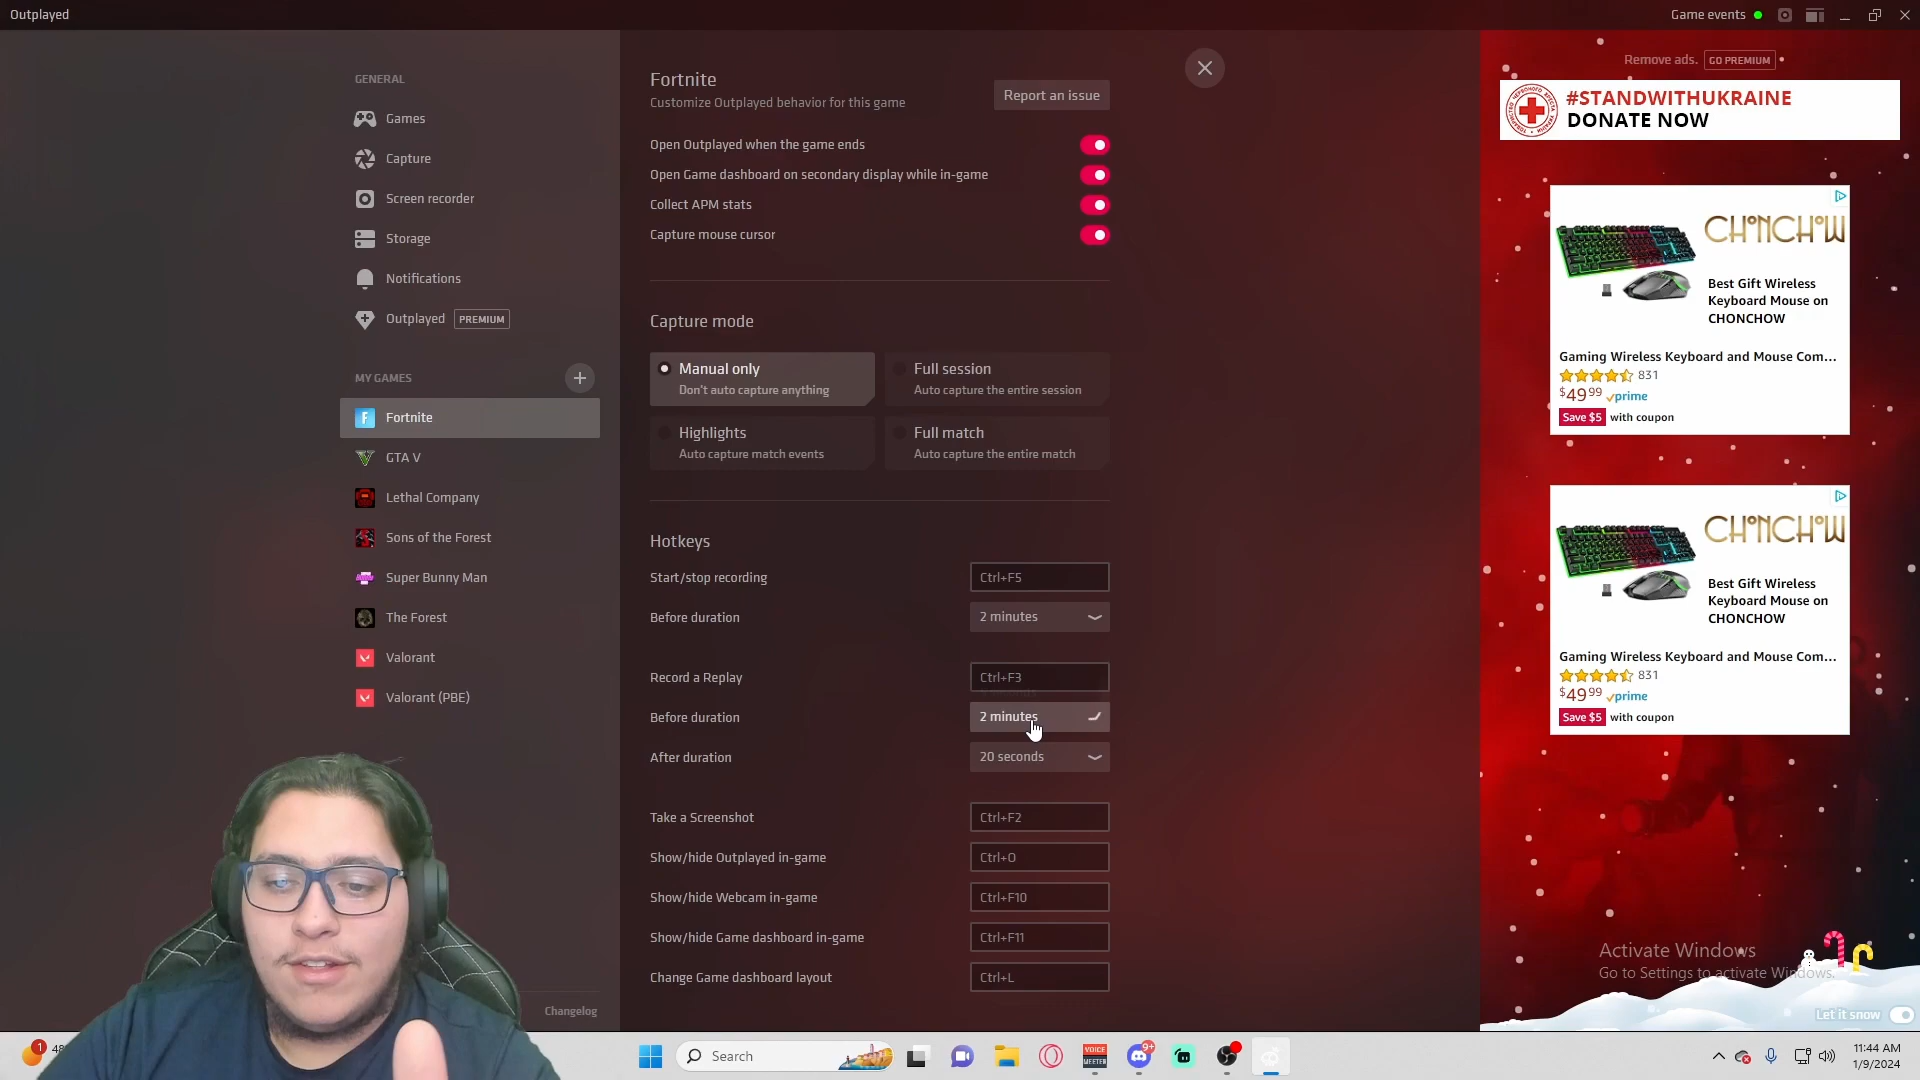 Outplayed
Game events
GENERAL
Games
Capture
Screen recorder
Storage
Notifications
Outplayed PREMIUM
MY GAMES
Fortnite
GTA V
Lethal Company
Sons of the Forest
Super Bunny Man
The Forest
Valorant
Valorant (PBE)
Changelog
Fortnite
Customize Outplayed behavior for this game
Report an issue
Open Outplayed when the game ends
Open Game dashboard on secondary display while in-game
Collect APM stats
Capture mouse cursor
Capture mode
Manual only
Don't auto capture anything
Full session
Auto capture the entire session
Highlights
Auto capture match events
Full match
Auto capture the entire match
Hotkeys
Start/stop recording Ctrl+F5
Before duration 2 minutes
Record a Replay Ctrl+F3
Before duration 2 minutes
After duration 20 seconds
Take a Screenshot Ctrl+F2
Show/hide Outplayed in-game Ctrl+O
Show/hide Webcam in-game Ctrl+F10
Show/hide Game dashboard in-game Ctrl+F11
Change Game dashboard layout Ctrl+L
Remove ads. GO PREMIUM
#STANDWITHUKRAINE
DONATE NOW
CHONCHOW
Best Gift Wireless
Keyboard Mouse on
CHONCHOW
Gaming Wireless Keyboard and Mouse Com...
831
$49.99 prime
Save $5 with coupon
CHONCHOW
Best Gift Wireless
Keyboard Mouse on
CHONCHOW
Gaming Wireless Keyboard and Mouse Com...
831
$49.99 prime
Save $5 with coupon
Activate Windows
Go to Settings to activate Windows.
Let it snow
1
Search
VOICE
MEETER
9+
11:44 AM
1/9/2024